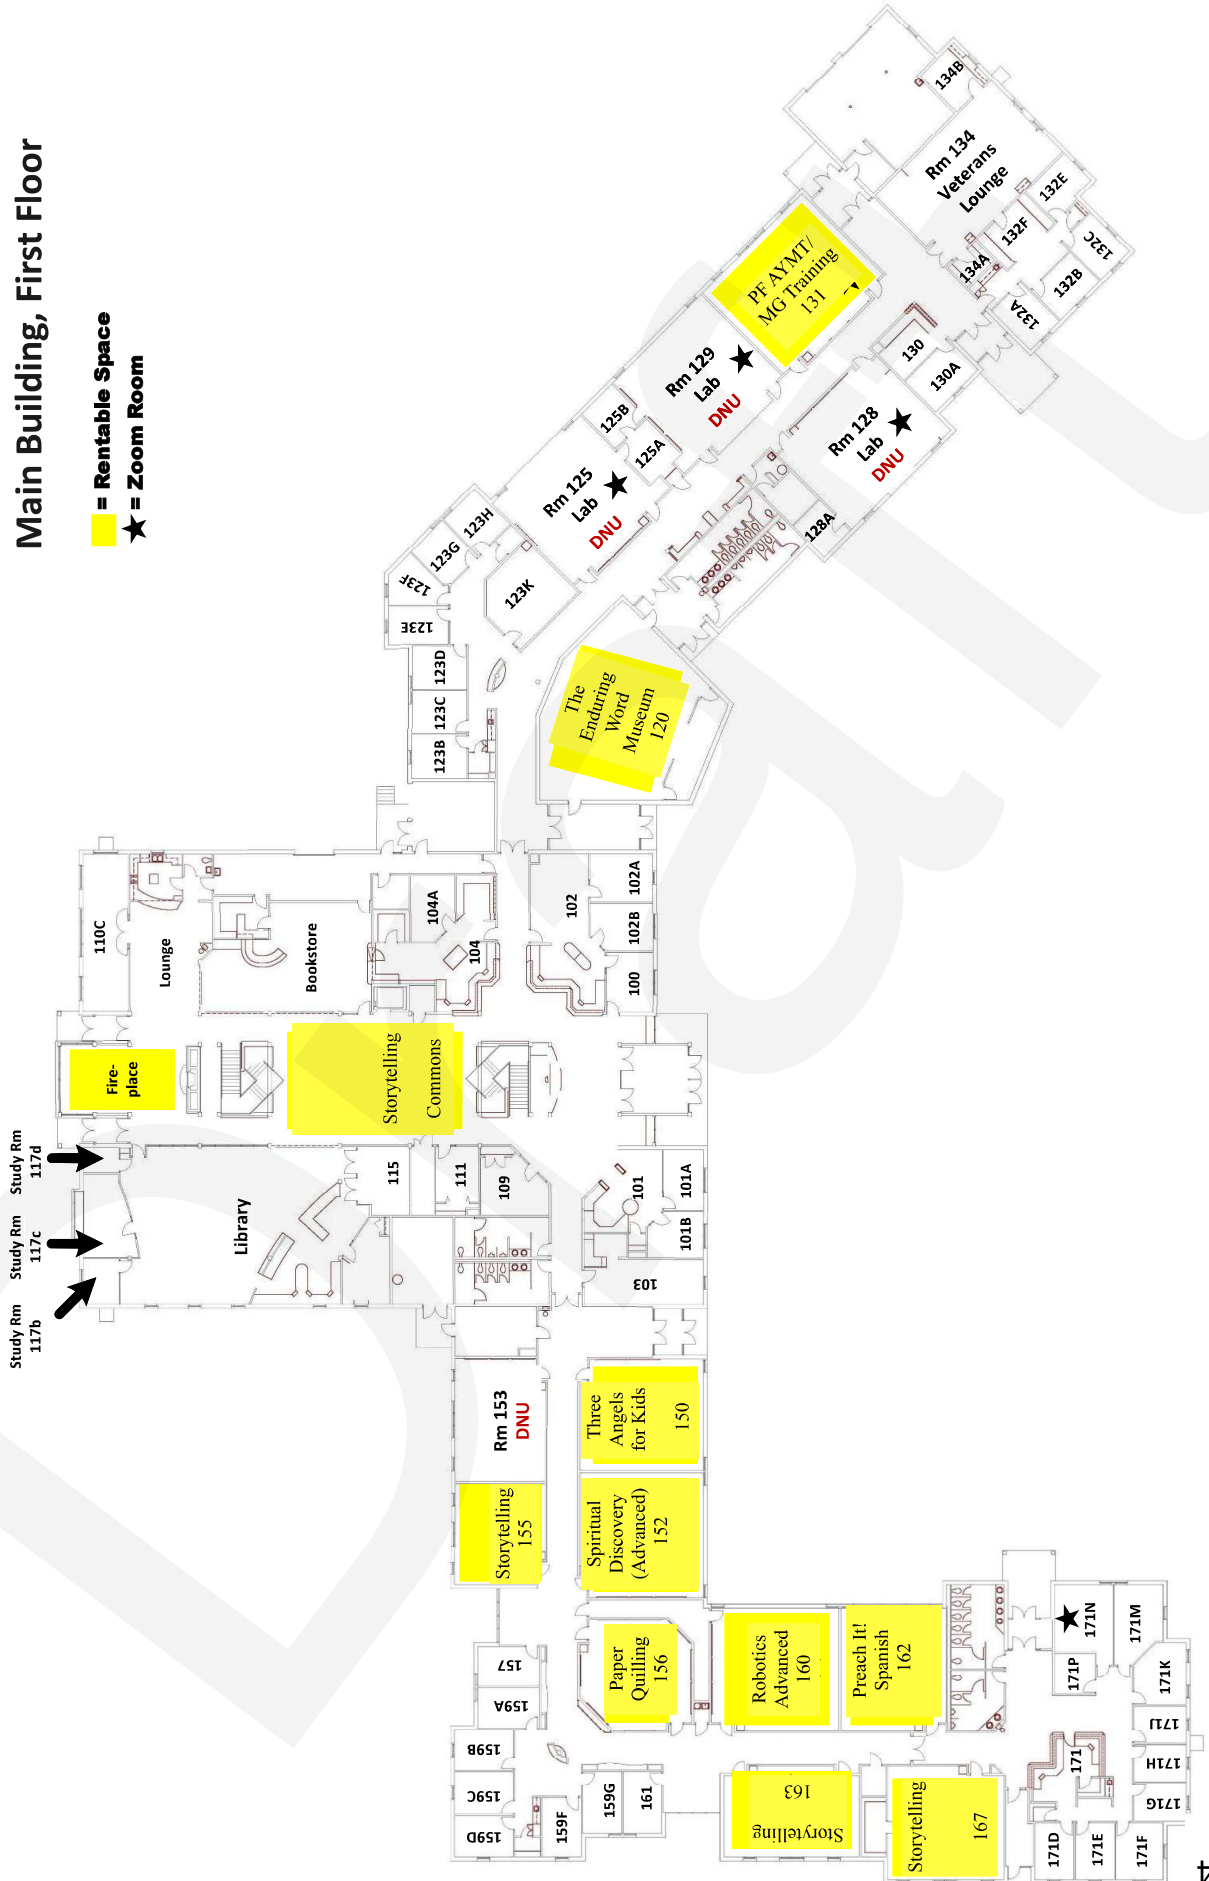 Main Building, First Floor
= Rentable Space
= Zoom Room
Study Rm
117b
Study Rm
117c
Study Rm
117d
Fire-
place
110C
Lounge
Bookstore
Library
Storytelling
Commons
104A
104
102
102A
102B
100
115
111
109
101
101A
101B
103
123B
123C
123D
123E
123F
123G
123H
123K
The
Enduring
Word
Museum
120
Rm 125
Lab
DNU
125A
125B
Rm 129
Lab
DNU
PF AYMT/
MG Training
131
Rm 128
Lab
DNU
128A
130
130A
Rm 134
Veterans
Lounge
134A
134B
132A
132B
132C
132E
132F
Rm 153
DNU
Storytelling
155
Three
Angels
for Kids
150
Spiritual
Discovery
(Advanced)
152
Paper
Quilling
156
Robotics
Advanced
160
Preach It!
Spanish
162
Storytelling
163
Storytelling
167
157
159A
159B
159C
159D
159F
159G
161
171
171D
171E
171F
171G
171H
171J
171K
171M
171N
171P
4
Draft